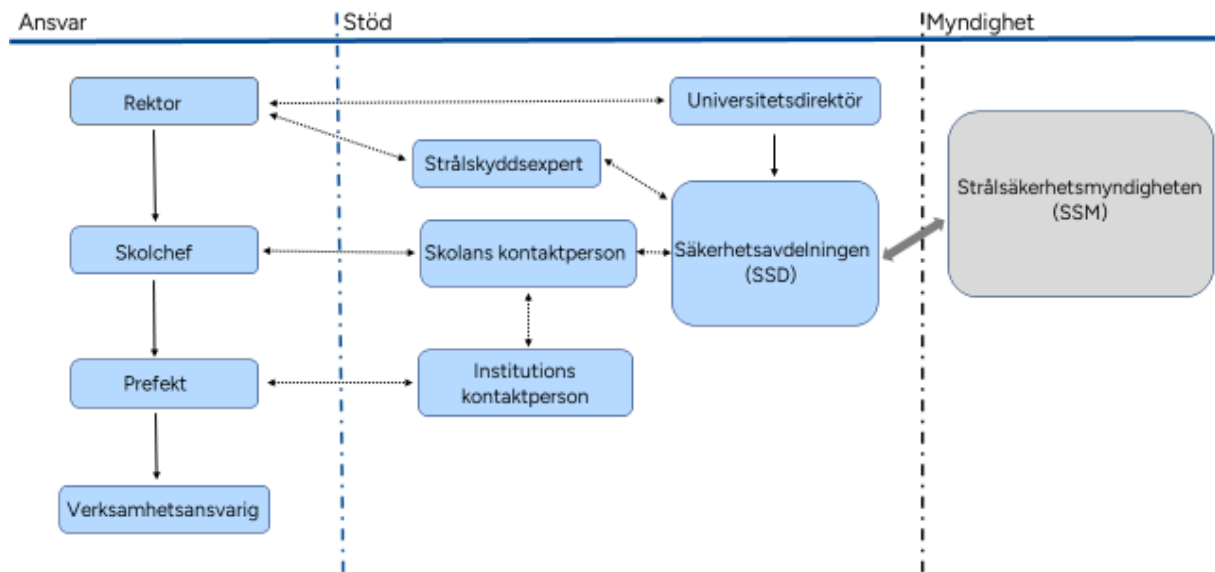 Ansvar
Stöd
Myndighet
Rektor
Universitetsdirektör
Strålskyddsexpert
Strålsäkerhetsmyndigheten
(SSM)
Skolchef
Skolans kontaktperson
Säkerhetsavdelningen
(SSD)
Prefekt
Institutions
kontaktperson
Verksamhetsansvarig